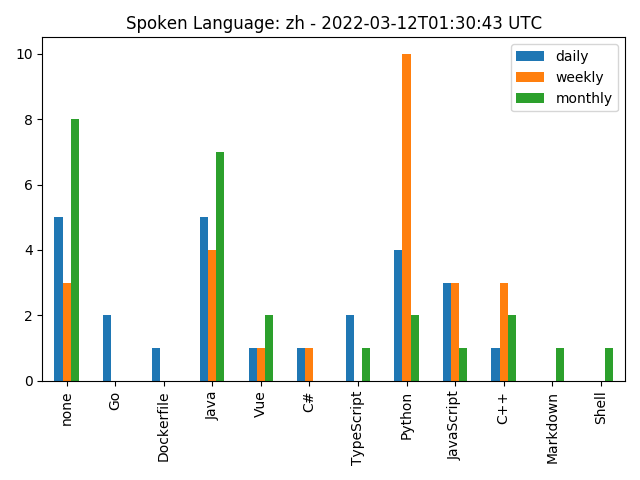 Spoken Language: zh - 2022-03-12T01:30:43 UTC
daily
weekly
monthly
10
8
6
4
2
0
none
Go
Dockerfile
Java
Vue
C#
TypeScript
Python
JavaScript
C++
Markdown
Shell